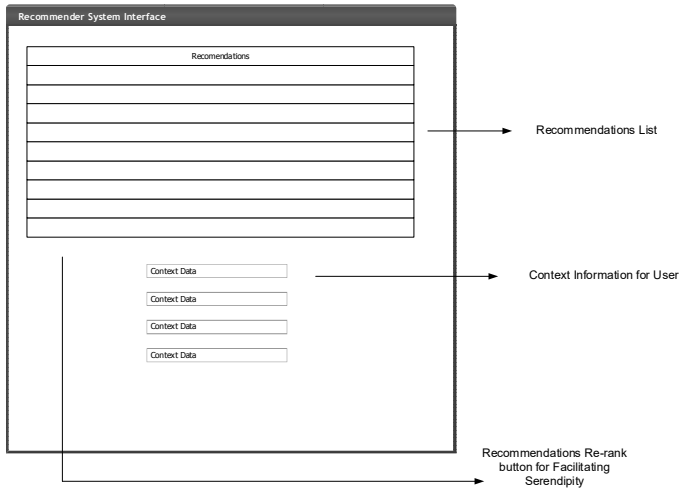 Recommender System Interface
Recomendations
Recommendations List
Context Data
Context Information for User
Context Data
Context Data
Context Data
Recommendations Re-rank
button for Facilitating
Serendipity